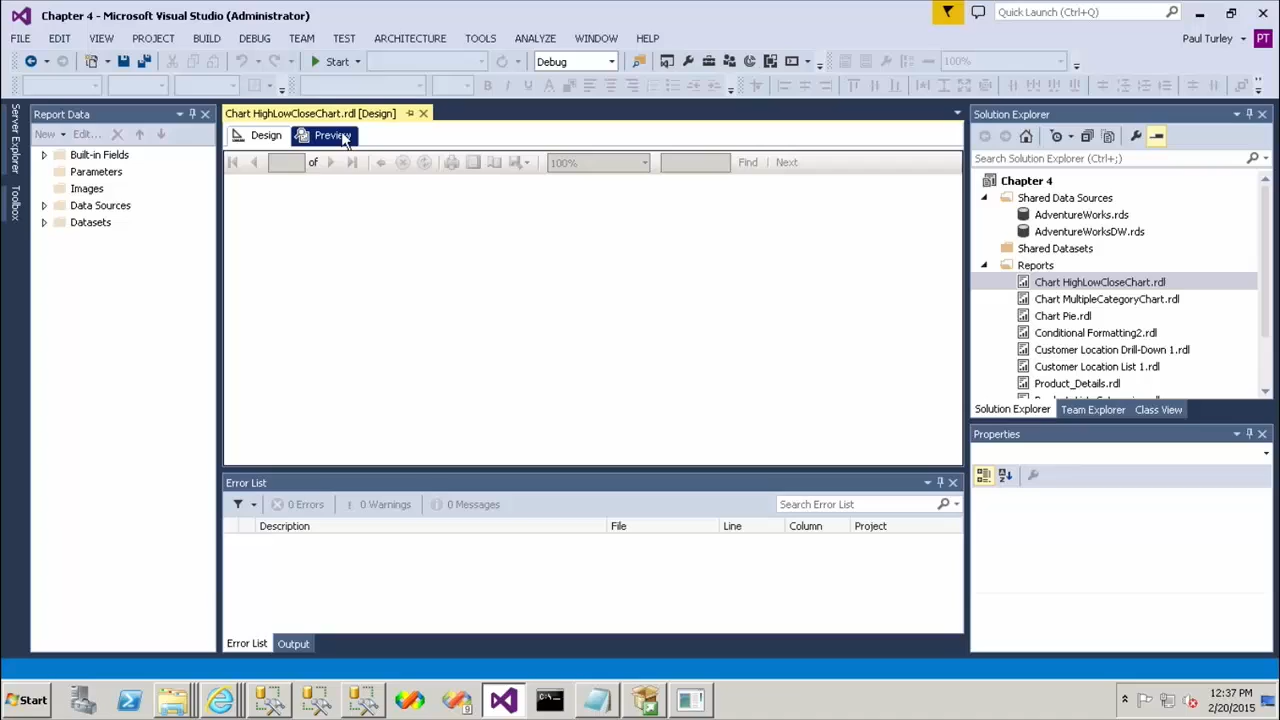 Chapter 4 - Microsoft Visual Studio (Administrator)
Quick Launch (Ctrl+Q)
FILE EDIT VIEW PROJECT BUILD DEBUG TEAM TEST ARCHITECTURE TOOLS ANALYZE WINDOW HELP
Paul Turley PT
Start Debug 100%
B I U A
Server Explorer
Toolbox
Report Data
New Edit...
Built-in Fields
Parameters
Images
Data Sources
Datasets
Chart HighLowCloseChart.rdl [Design]
Design Preview
of 100% Find Next
Error List
0 Errors 0 Warnings 0 Messages Search Error List
Description File Line Column Project
Error List Output
Solution Explorer
Search Solution Explorer (Ctrl+;)
Chapter 4
Shared Data Sources
AdventureWorks.rds
AdventureWorksDW.rds
Shared Datasets
Reports
Chart HighLowCloseChart.rdl
Chart MultipleCategoryChart.rdl
Chart Pie.rdl
Conditional Formatting2.rdl
Customer Location Drill-Down 1.rdl
Customer Location List 1.rdl
Product_Details.rdl
Solution Explorer Team Explorer Class View
Properties
Start
12:37 PM
2/20/2015